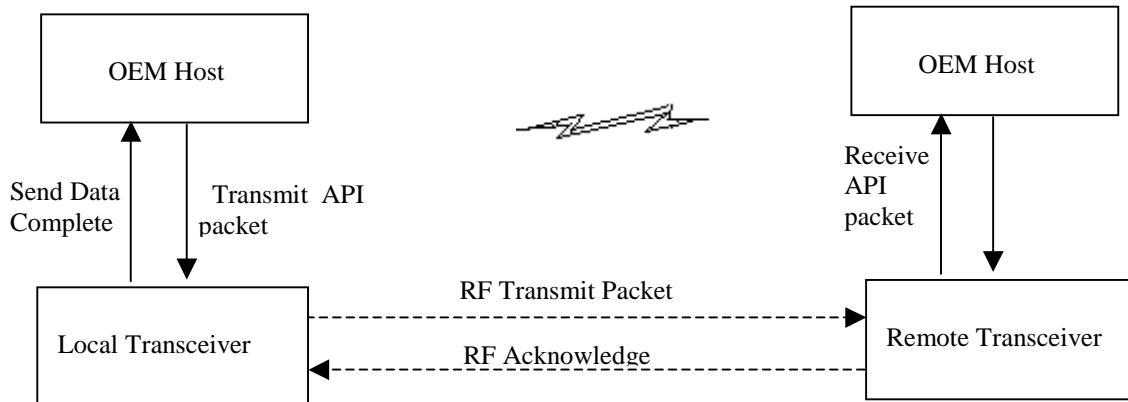 OEM Host
OEM Host
Send Data
Complete
Transmit API
packet
Receive
API
packet
RF Transmit Packet
Local Transceiver
RF Acknowledge
Remote Transceiver